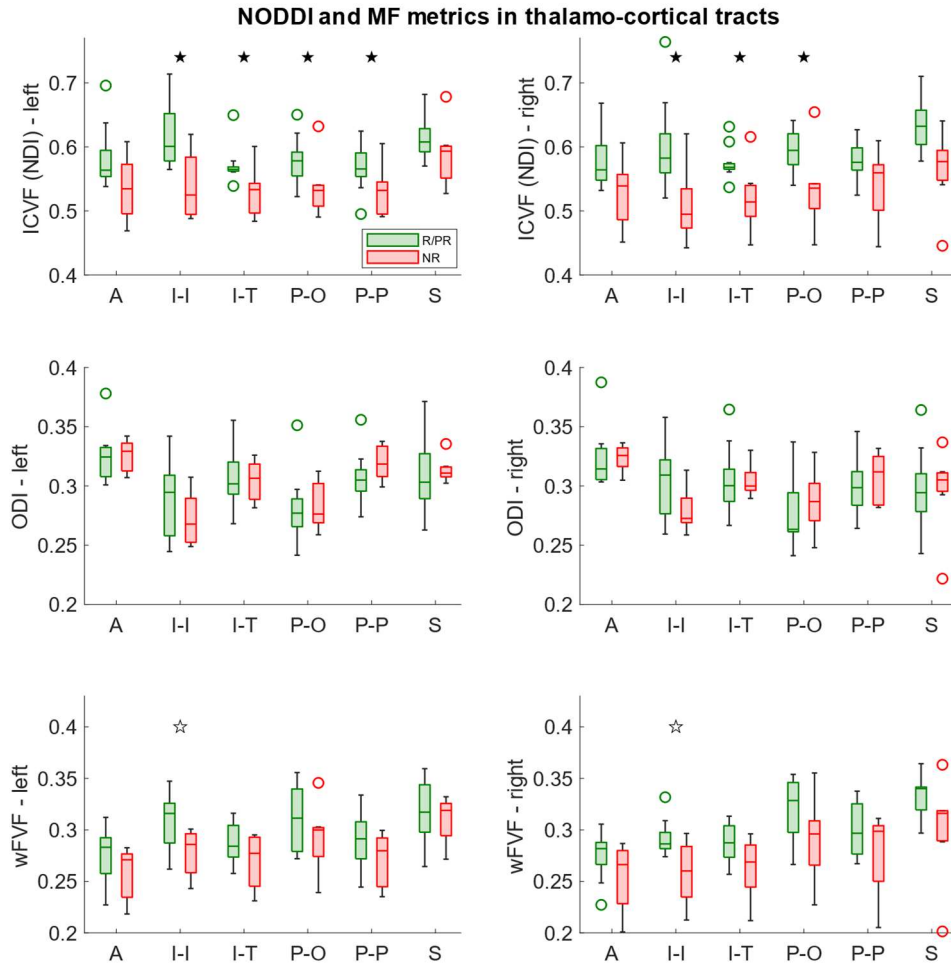 NODDI and MF metrics in thalamo-cortical tracts
ICVF (NDI) - left
0.7
0.6
0.5
0.4
R/PR
NR
A I-I I-T P-O P-P S
ICVF (NDI) - right
0.7
0.6
0.5
0.4
A I-I I-T P-O P-P S
ODI - left
0.4
0.35
0.3
0.25
0.2
A I-I I-T P-O P-P S
ODI - right
0.4
0.35
0.3
0.25
0.2
A I-I I-T P-O P-P S
wFVF - left
0.4
0.35
0.3
0.25
0.2
A I-I I-T P-O P-P S
wFVF - right
0.4
0.35
0.3
0.25
0.2
A I-I I-T P-O P-P S